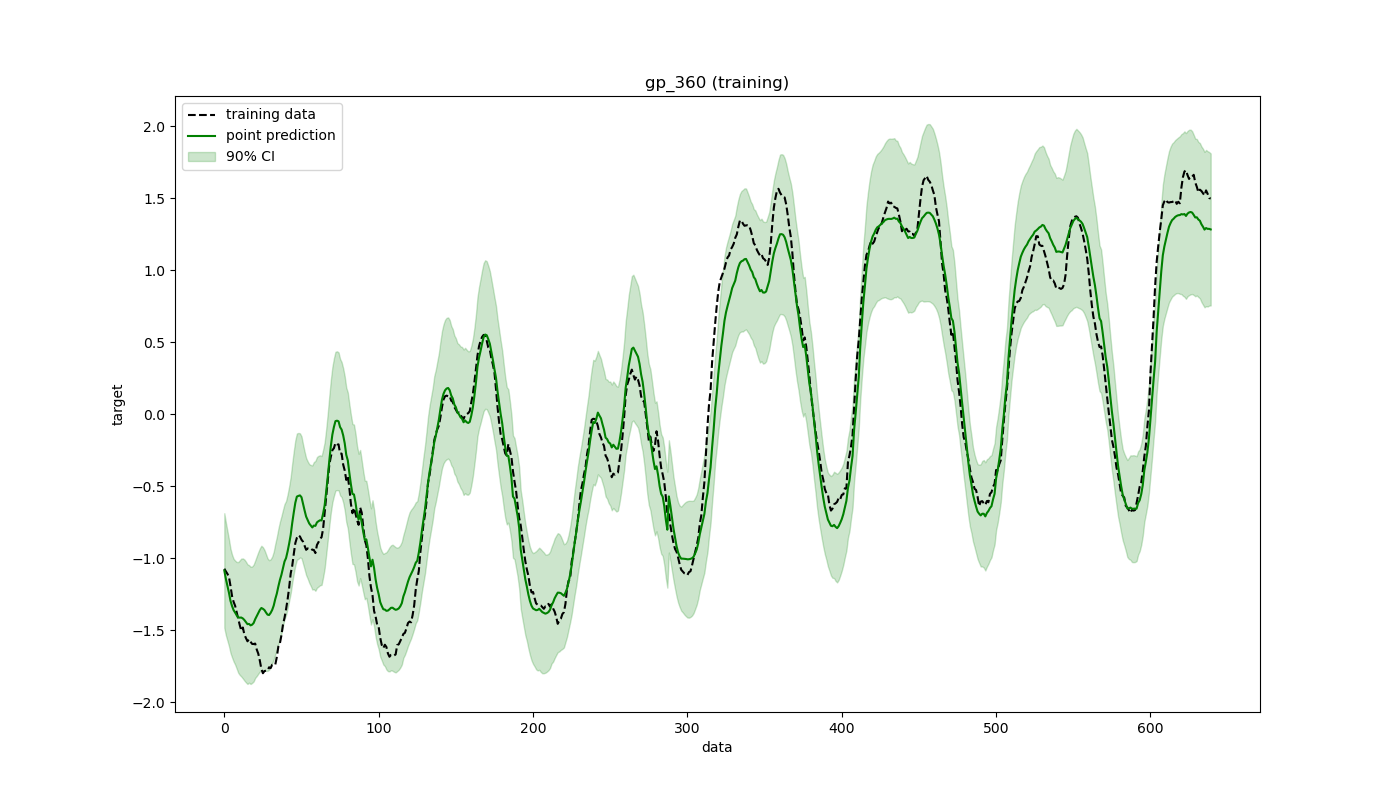 gp_360 (training)
training data
point prediction
90% CI
2.0
1.5
1.0
0.5
0.0
−0.5
−1.0
−1.5
−2.0
target
0 100 200 300 400 500 600
data